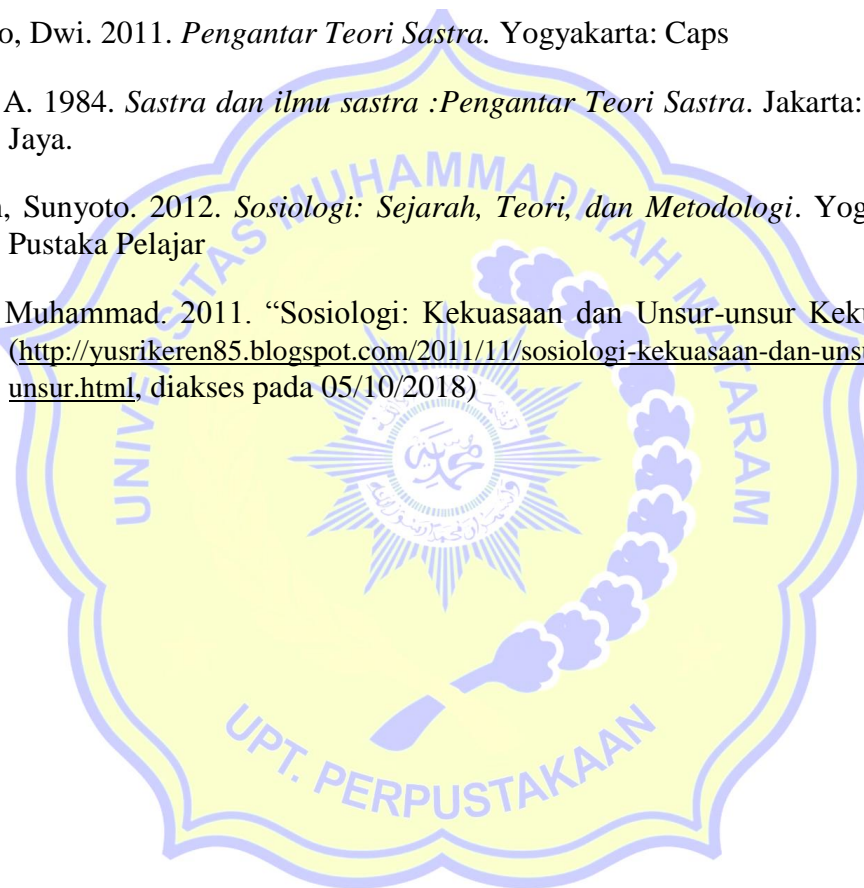 o, Dwi. 2011. Pengantar Teori Sastra. Yogyakarta: Caps
A. 1984. Sastra dan ilmu sastra :Pengantar Teori Sastra. Jakarta:
Jaya.
, Sunyoto. 2012. Sosiologi: Sejarah, Teori, dan Metodologi. Yog
Pustaka Pelajar
Muhammad. 2011. “Sosiologi: Kekuasaan dan Unsur-unsur Keku
(http://yusrikeren85.blogspot.com/2011/11/sosiologi-kekuasaan-dan-unsu
unsur.html, diakses pada 05/10/2018)
UNIVERSITAS MUHAMMADIYAH MATARAM
UPT. PERPUSTAKAAN